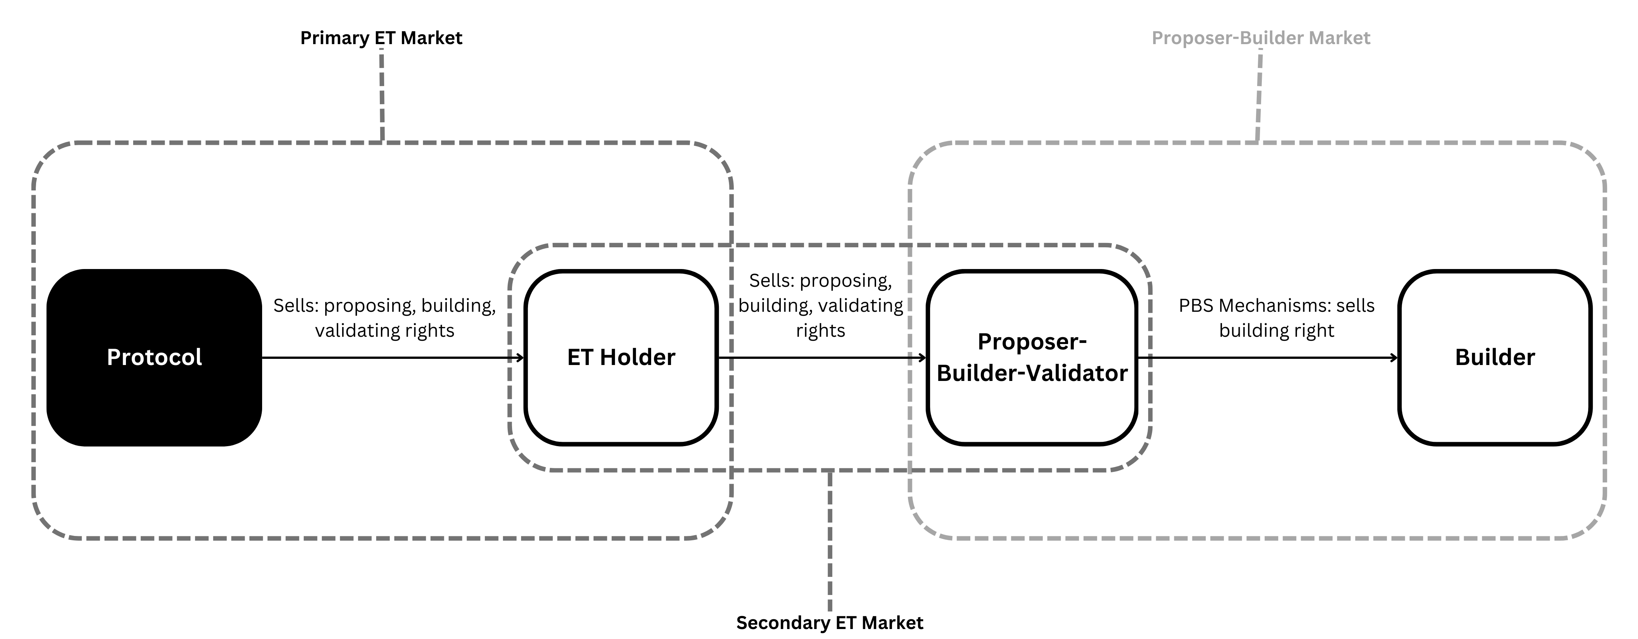 Primary ET Market
Proposer-Builder Market
Protocol
Sells: proposing, building,
validating rights
ET Holder
Sells: proposing,
building, validating
rights
Proposer-
Builder-Validator
PBS Mechanisms: sells
building right
Builder
Secondary ET Market